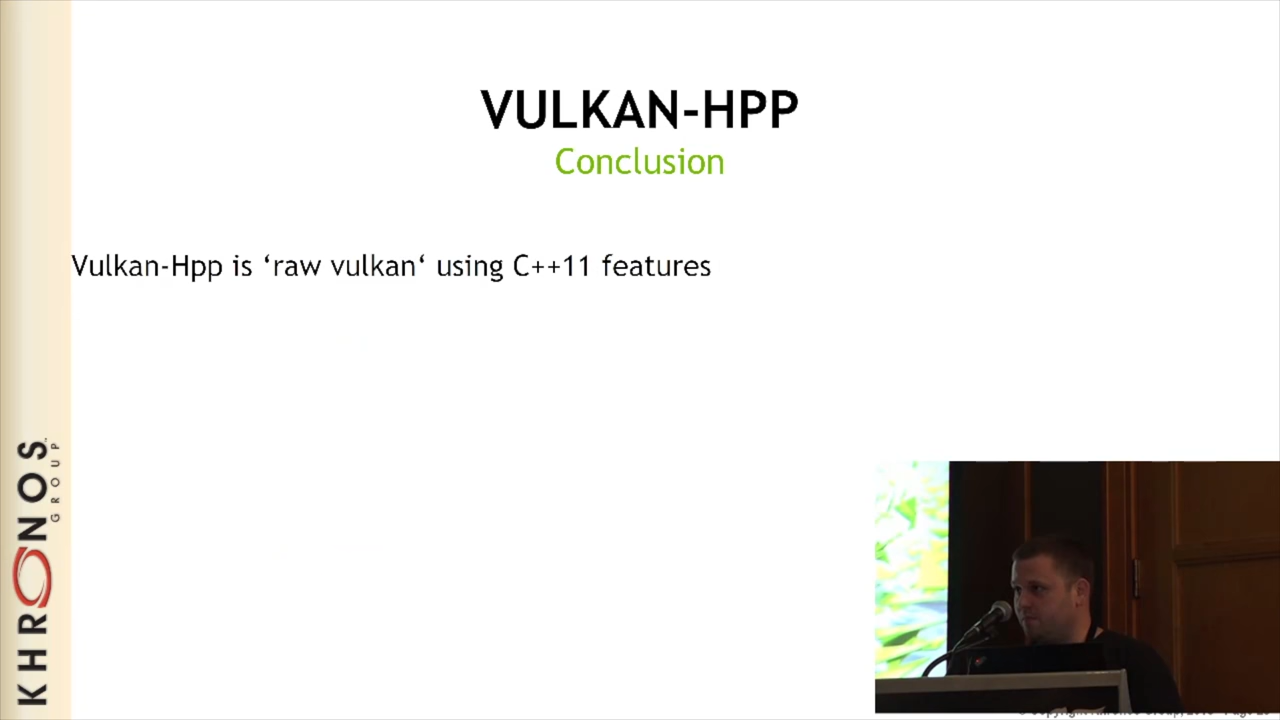 VULKAN-HPP
Conclusion
Vulkan-Hpp is ‘raw vulkan‘ using C++11 features
KHRONOS
GROUP